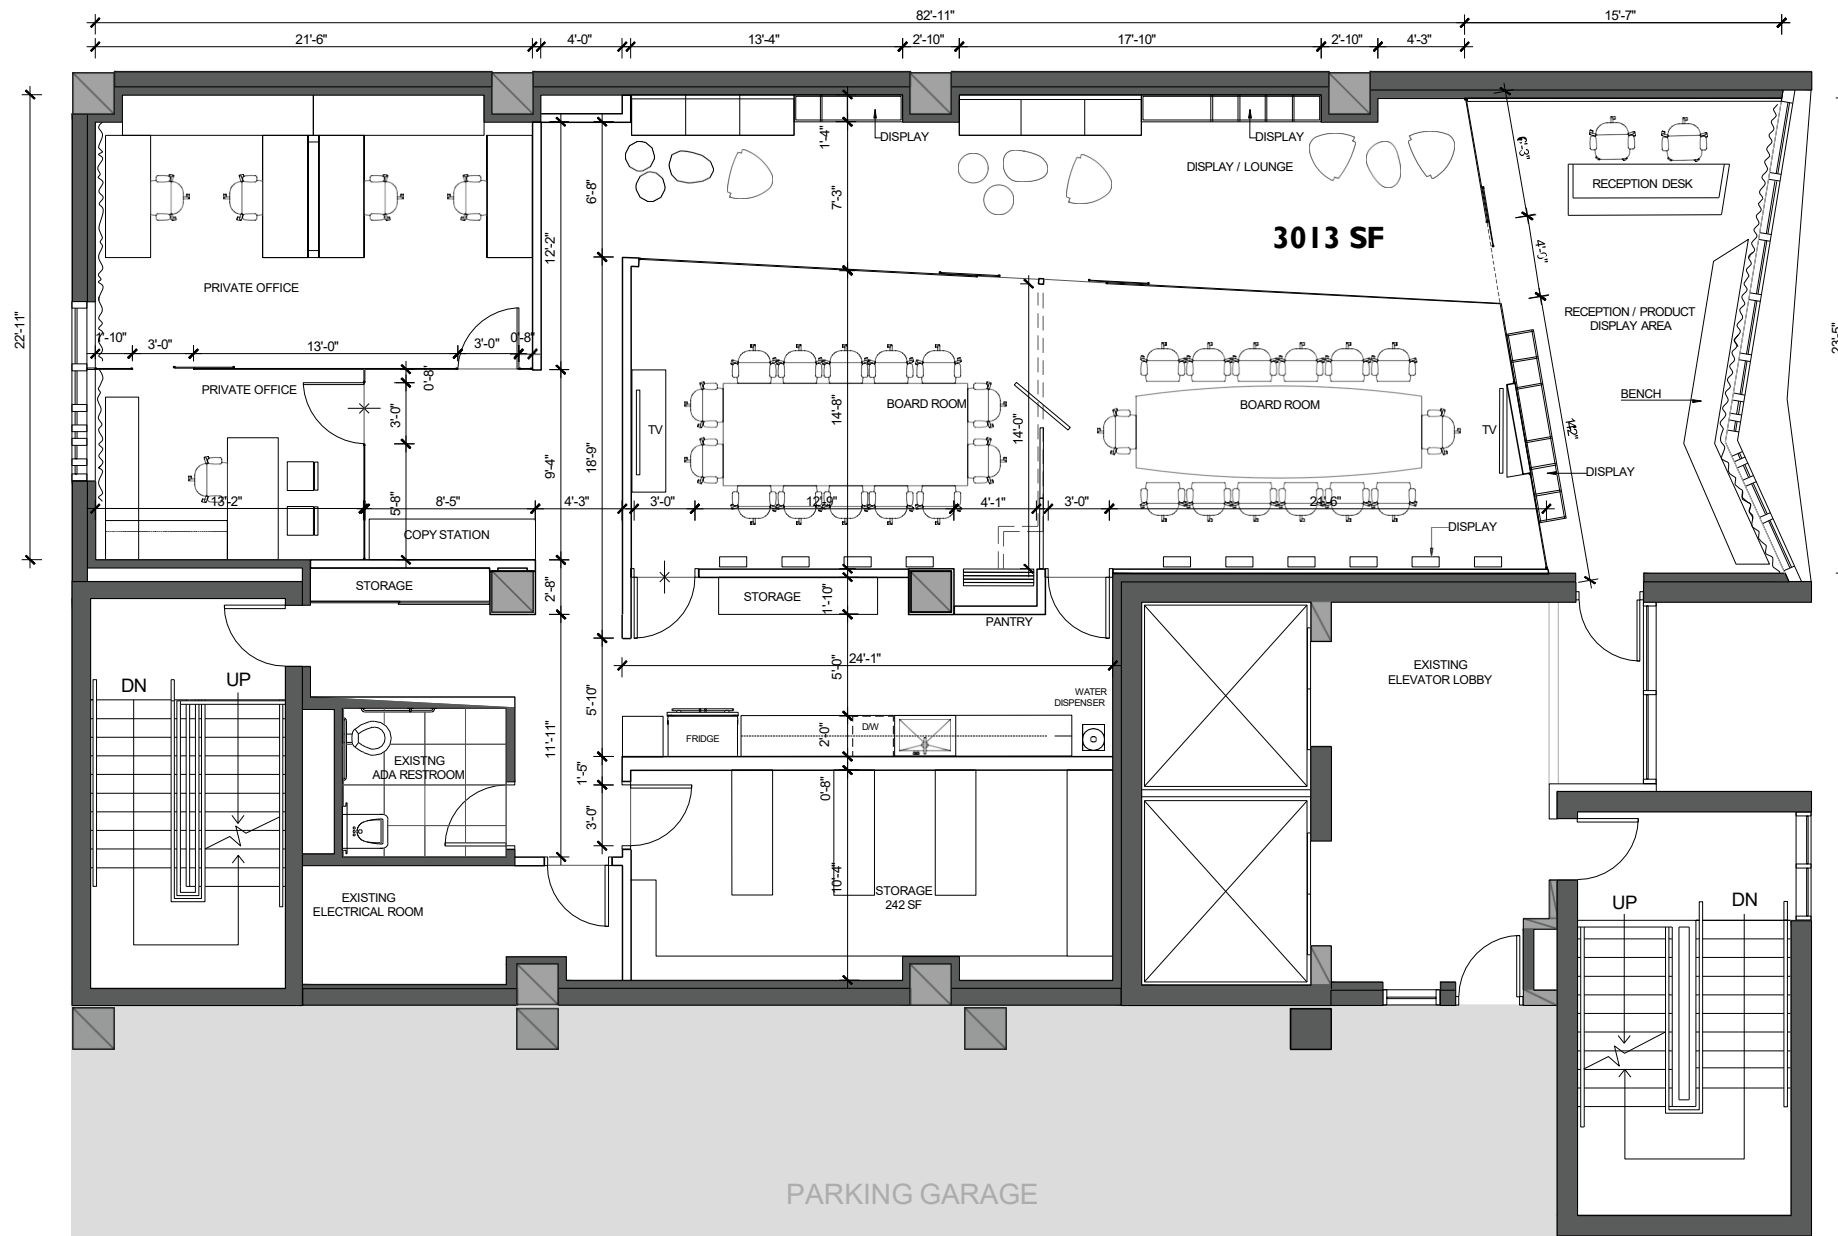 82'-11"
15'-7"
21'-6"
4'-0"
13'-4"
2'-10"
17'-10"
2'-10"
4'-3"
DISPLAY
DISPLAY
1'-4"
DISPLAY / LOUNGE
6'-3"
RECEPTION DESK
6'-8"
7'-3"
12'-2"
3013 SF
PRIVATE OFFICE
RECEPTION / PRODUCT
DISPLAY AREA
22'-11"
23'-5"
3'-0"
13'-0"
3'-0"
0'-8"
PRIVATE OFFICE
0'-8"
3'-0"
BOARD ROOM
14'-8"
14'-0"
BOARD ROOM
BENCH
TV
TV
18'-9"
9'-4"
DISPLAY
13'-2"
5'-8"
8'-5"
4'-3"
3'-0"
12'-9"
4'-1"
3'-0"
21'-6"
COPY STATION
DISPLAY
STORAGE
2'-8"
STORAGE
1'-10"
PANTRY
DN
UP
24'-1"
5'-0"
EXISTING
ELEVATOR LOBBY
WATER
DISPENSER
5'-10"
11'-11"
FRIDGE
2'-0"
D/W
EXISTNG
ADA RESTROOM
1'-5"
0'-8"
3'-0"
10'-4"
STORAGE
242 SF
EXISTING
ELECTRICAL ROOM
UP
DN
PARKING GARAGE